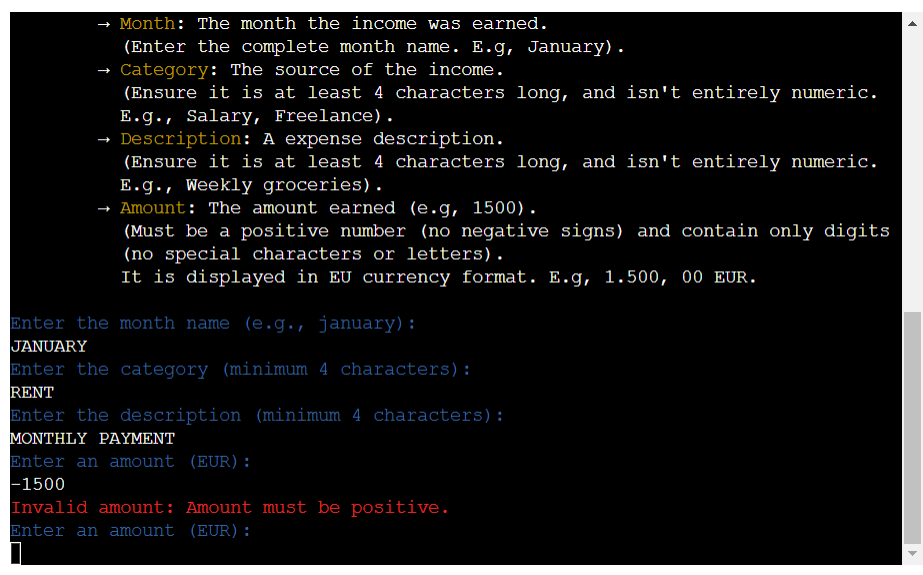 → Month: The month the income was earned.
(Enter the complete month name. E.g, January).
→ Category: The source of the income.
(Ensure it is at least 4 characters long, and isn't entirely numeric.
E.g., Salary, Freelance).
→ Description: A expense description.
(Ensure it is at least 4 characters long, and isn't entirely numeric.
E.g., Weekly groceries).
→ Amount: The amount earned (e.g, 1500).
(Must be a positive number (no negative signs) and contain only digits
(no special characters or letters).
It is displayed in EU currency format. E.g, 1.500, 00 EUR.
Enter the month name (e.g., january):
JANUARY
Enter the category (minimum 4 characters):
RENT
Enter the description (minimum 4 characters):
MONTHLY PAYMENT
Enter an amount (EUR):
-1500
Invalid amount: Amount must be positive.
Enter an amount (EUR):